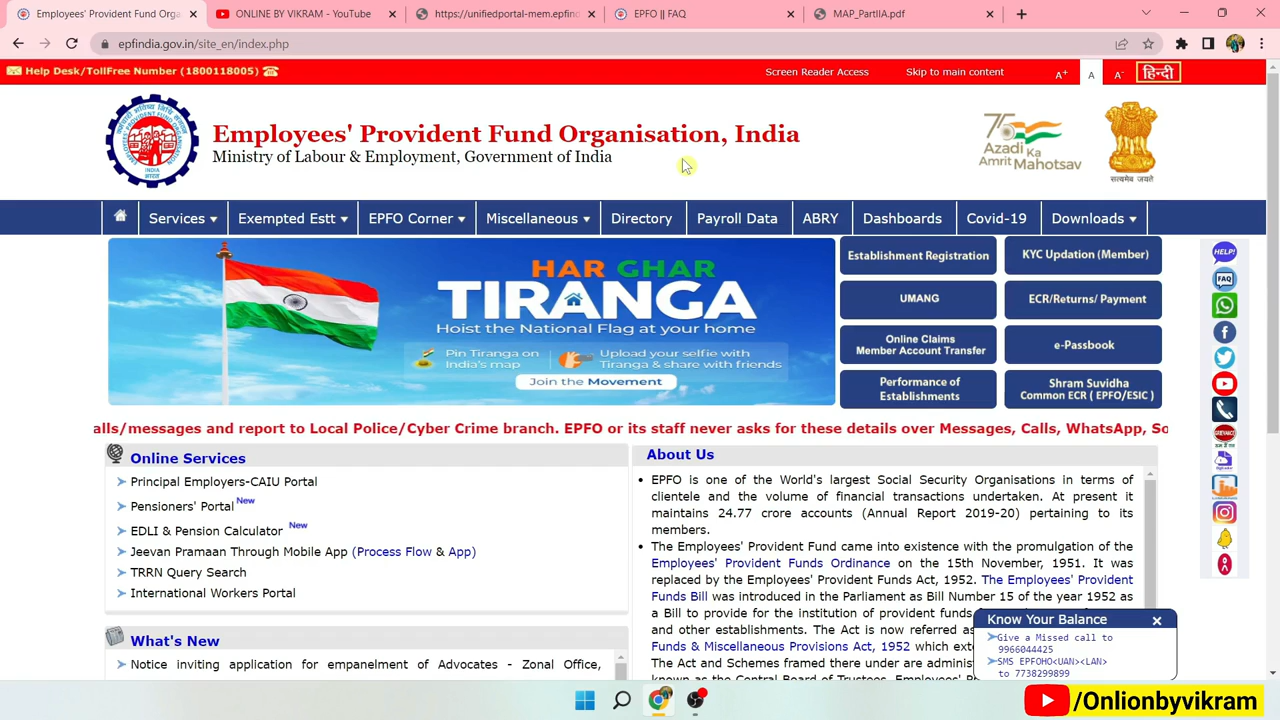 Employees' Provident Fund Orga
ONLINE BY VIKRAM - YouTube
https://unifiedportal-mem.epfind
EPFO || FAQ
MAP_PartIIA.pdf
epfindia.gov.in/site_en/index.php
Help Desk/TollFree Number (1800118005)
Screen Reader Access
Skip to main content
A+
A
A-
हिन्दी
Employees' Provident Fund Organisation, India
Ministry of Labour & Employment, Government of India
75
Azadi Ka
Amrit Mahotsav
सत्यमेव जयते
Services
Exempted Estt
EPFO Corner
Miscellaneous
Directory
Payroll Data
ABRY
Dashboards
Covid-19
Downloads
HAR GHAR
TIRANGA
Hoist the National Flag at your home
Pin Tiranga on
India's map
Upload your selfie with
Tiranga & share with friends
Join the Movement
Establishment Registration
KYC Updation (Member)
UMANG
ECR/Returns/ Payment
Online Claims
Member Account Transfer
e-Passbook
Performance of
Establishments
Shram Suvidha
Common ECR ( EPFO/ESIC )
HELP!
FAQ
alls/messages and report to Local Police/Cyber Crime branch. EPFO or its staff never asks for these details over Messages, Calls, WhatsApp, So
Online Services
Principal Employers-CAIU Portal
Pensioners' Portal New
EDLI & Pension Calculator New
Jeevan Pramaan Through Mobile App (Process Flow & App)
TRRN Query Search
International Workers Portal
What's New
Notice inviting application for empanelment of Advocates - Zonal Office,
About Us
EPFO is one of the World's largest Social Security Organisations in terms of
clientele and the volume of financial transactions undertaken. At present it
maintains 24.77 crore accounts (Annual Report 2019-20) pertaining to its
members.
The Employees' Provident Fund came into existence with the promulgation of the
Employees' Provident Funds Ordinance on the 15th November, 1951. It was
replaced by the Employees' Provident Funds Act, 1952. The Employees' Provident
Funds Bill was introduced in the Parliament as Bill Number 15 of the year 1952 as
a Bill to provide for the institution of provident funds
and other establishments. The Act is now referred as
Funds & Miscellaneous Provisions Act, 1952 which exte
The Act and Schemes framed there under are adminis
known as the Central Board of Trustees, Employees' P
Know Your Balance
Give a Missed call to
9966044425
SMS EPFOHO<UAN><LAN>
to 7738299899
/Onlionbyvikram